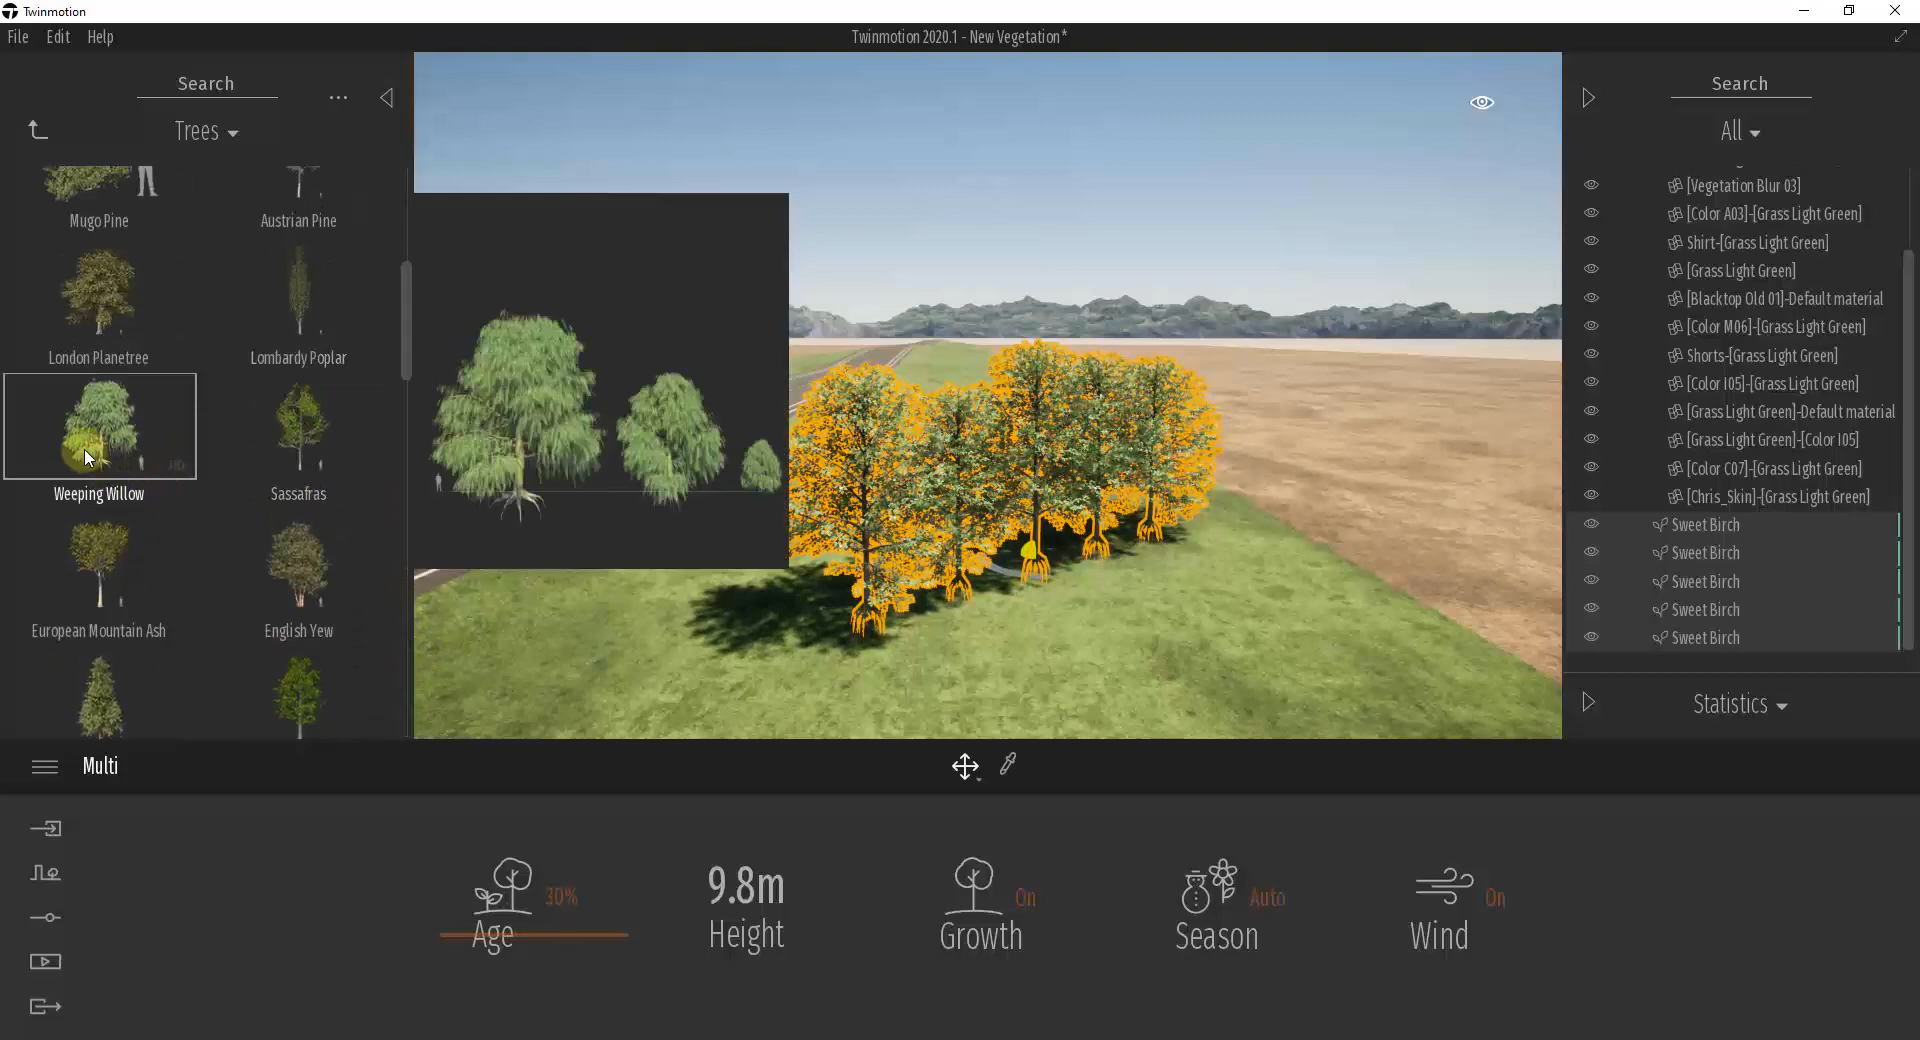 Twinmotion
File Edit Help
Twinmotion 2020.1 - New Vegetation*
Search
...
Trees
Mugo Pine
Austrian Pine
London Planetree
Lombardy Poplar
HD
Weeping Willow
Sassafras
European Mountain Ash
English Yew
Search
All
[Vegetation Blur 03]
[Color A03]-[Grass Light Green]
Shirt-[Grass Light Green]
[Grass Light Green]
[Blacktop Old 01]-Default material
[Color M06]-[Grass Light Green]
Shorts-[Grass Light Green]
[Color I05]-[Grass Light Green]
[Grass Light Green]-Default material
[Grass Light Green]-[Color I05]
[Color C07]-[Grass Light Green]
[Chris_Skin]-[Grass Light Green]
Sweet Birch
Sweet Birch
Sweet Birch
Sweet Birch
Sweet Birch
Statistics
Multi
30%
Age
9.8m
Height
On
Growth
Auto
Season
On
Wind